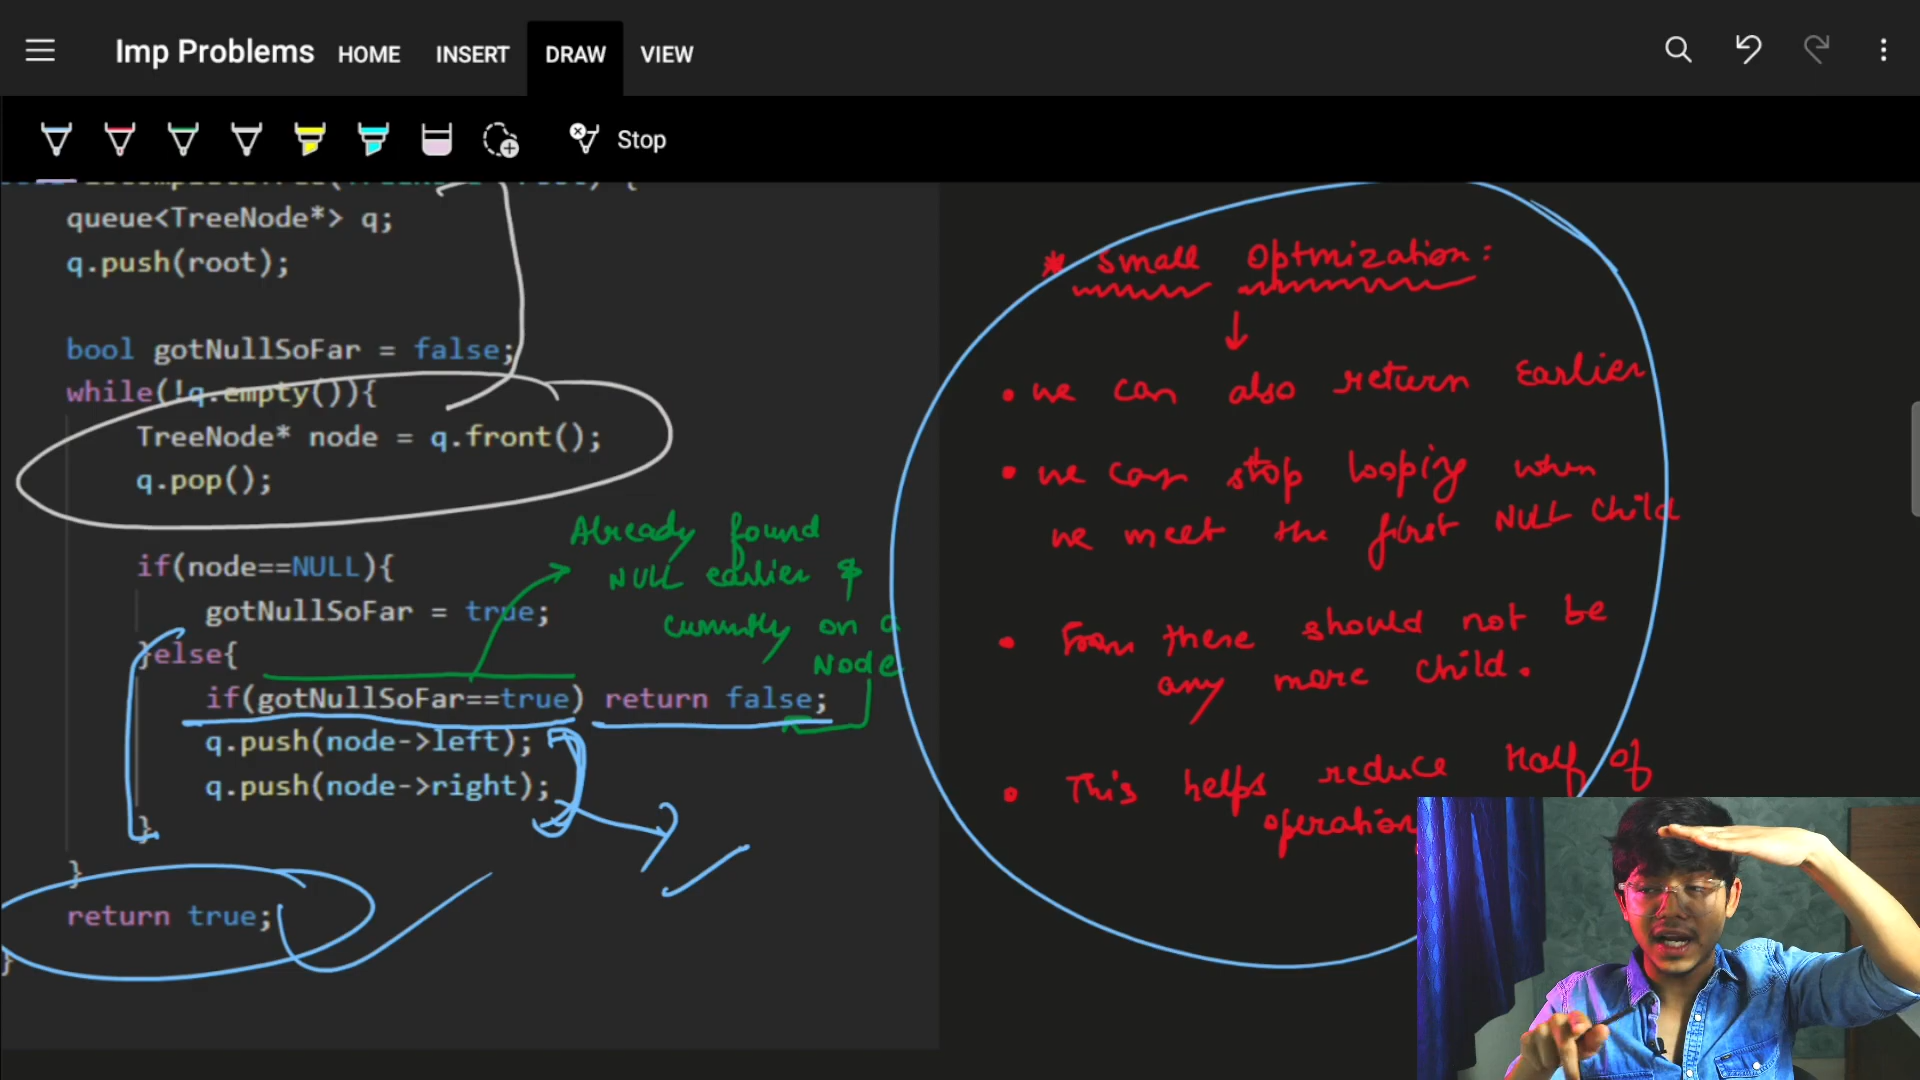 Imp Problems HOME INSERT DRAW VIEW
Stop
queue<TreeNode*> q;
q.push(root);
bool gotNullSoFar = false;
while(!q.empty()){
TreeNode* node = q.front();
q.pop();
if(node==NULL){
gotNullSoFar = true;
}else{
if(gotNullSoFar==true) return false;
q.push(node->left);
q.push(node->right);
}
}
return true;
}
Already found
NULL earlier &
currently on a
Node
* Small Optmization:
• we can also return Earlier
• we can stop looping when
we meet the first NULL child
• From there should not be
any more child.
• This helps reduce Half of
operation